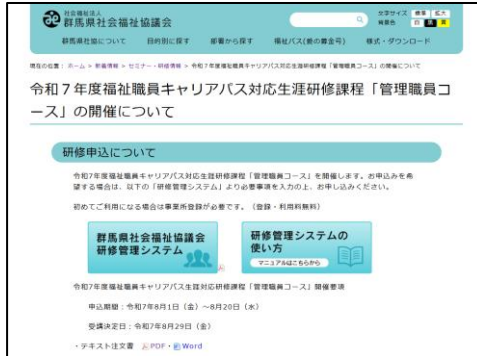 社会福祉法人
群馬県社会福祉協議会
文字サイズ 標準 拡大
背景色 白 黒 黄
群馬県社協について 目的別に探す 部署から探す 福祉バス(愛の募金号) 様式・ダウンロード
現在の位置: ホーム > 新着情報 > セミナー・研修情報 > 令和7年度福祉職員キャリアパス対応生涯研修課程「管理職員コース」の開催について
令和7年度福祉職員キャリアパス対応生涯研修課程「管理職員コ
ース」の開催について
研修申込について
令和7年度福祉職員キャリアパス対応生涯研修課程「管理職員コース」を開催します。お申込みを希
望する場合は、以下の「研修管理システム」より必要事項を入力の上、お申し込みください。
初めてご利用になる場合は事業所登録が必要です。(登録・利用料無料)
群馬県社会福祉協議会
研修管理システム
研修管理システムの
使い方
マニュアルはこちらから
令和7年度福祉職員キャリアパス対応生涯研修課程「管理職員コース」開催要項
申込期間:令和7年8月1日(金)~8月20日(水)
受講決定日:令和7年8月29日(金)
・テキスト注文書 PDF・Word